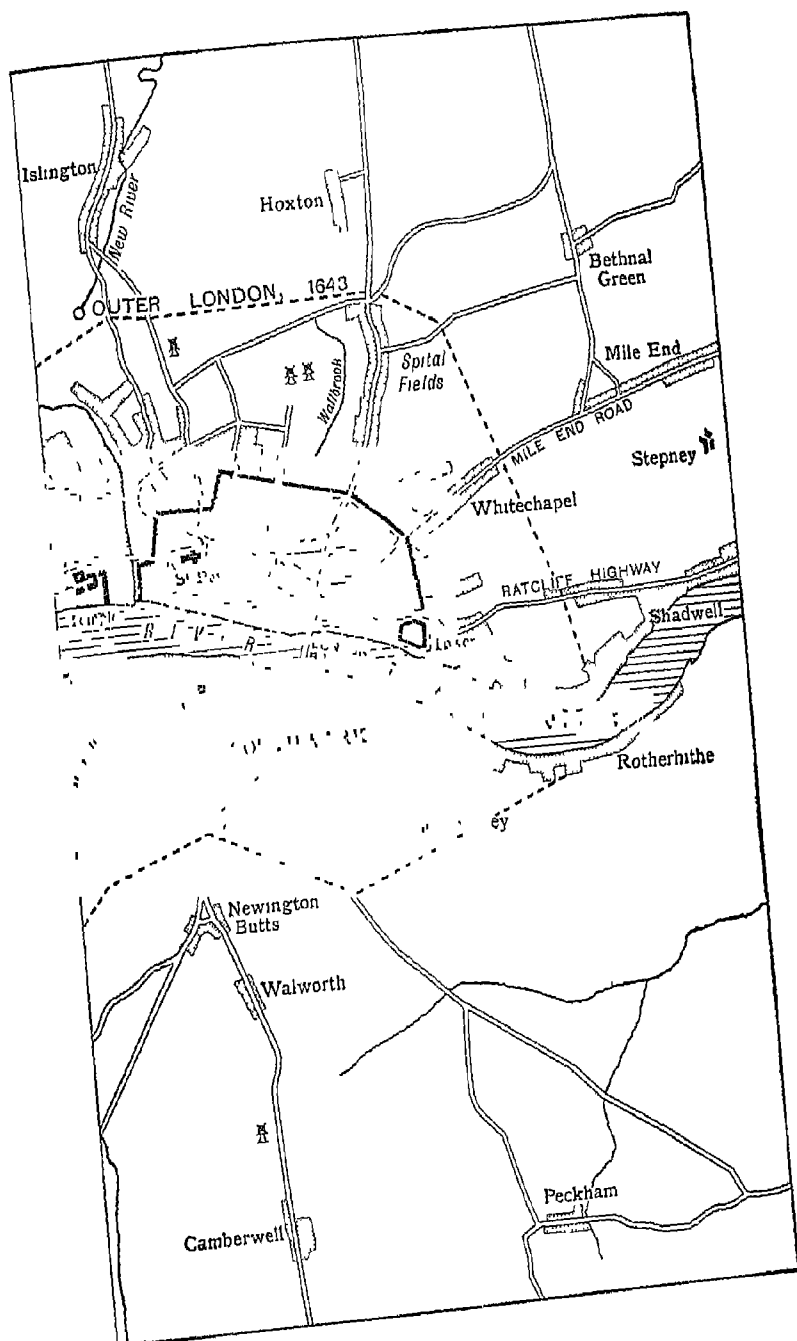 Islington
New River
Hoxton
Bethnal
Green
OUTER LONDON, 1643
Wallbrook
Spital
Fields
Mile End
MILE END ROAD
Stepney
Whitechapel
RATCLIFF HIGHWAY
Shadwell
Rotherhithe
Newington
Butts
Walworth
Peckham
Camberwell